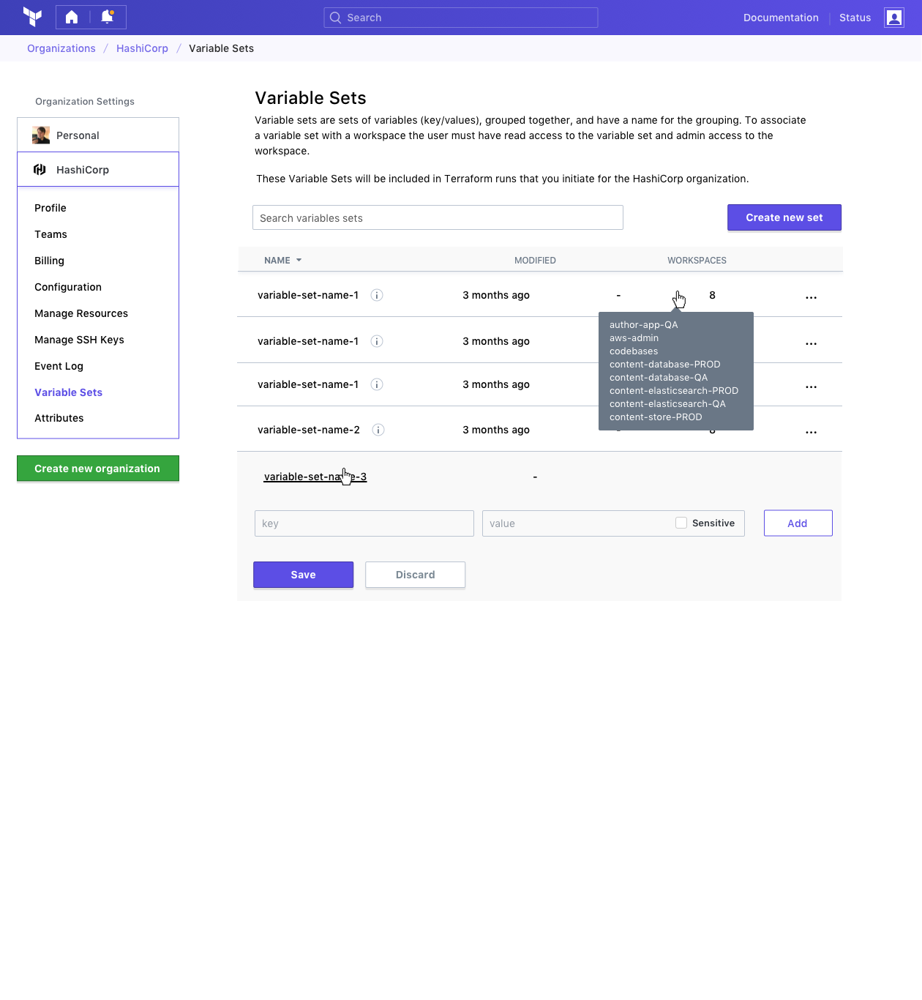 Search
Documentation
Status
Organizations / HashiCorp / Variable Sets
Organization Settings
Personal
HashiCorp
Profile
Teams
Billing
Configuration
Manage Resources
Manage SSH Keys
Event Log
Variable Sets
Attributes
Create new organization
Variable Sets
Variable sets are sets of variables (key/values), grouped together, and have a name for the grouping. To associate
a variable set with a workspace the user must have read access to the variable set and admin access to the
workspace.
These Variable Sets will be included in Terraform runs that you initiate for the HashiCorp organization.
Search variables sets
Create new set
NAME MODIFIED WORKSPACES
variable-set-name-1 3 months ago - 8 ...
variable-set-name-1 3 months ago ...
variable-set-name-1 3 months ago ...
variable-set-name-2 3 months ago - 8 ...
author-app-QA
aws-admin
codebases
content-database-PROD
content-database-QA
content-elasticsearch-PROD
content-elasticsearch-QA
content-store-PROD
variable-set-name-3 -
key
value
Sensitive
Add
Save
Discard